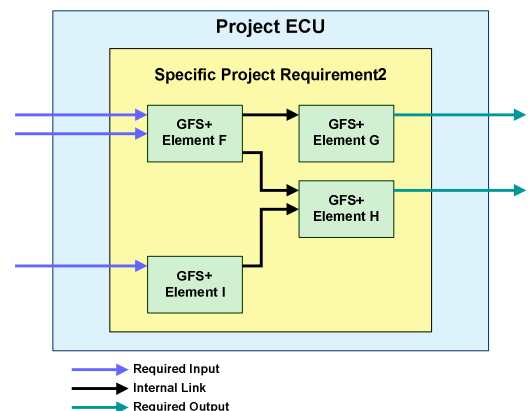 Project ECU
Specific Project Requirement2
GFS+
Element F
GFS+
Element G
GFS+
Element H
GFS+
Element I
Required Input
Internal Link
Required Output